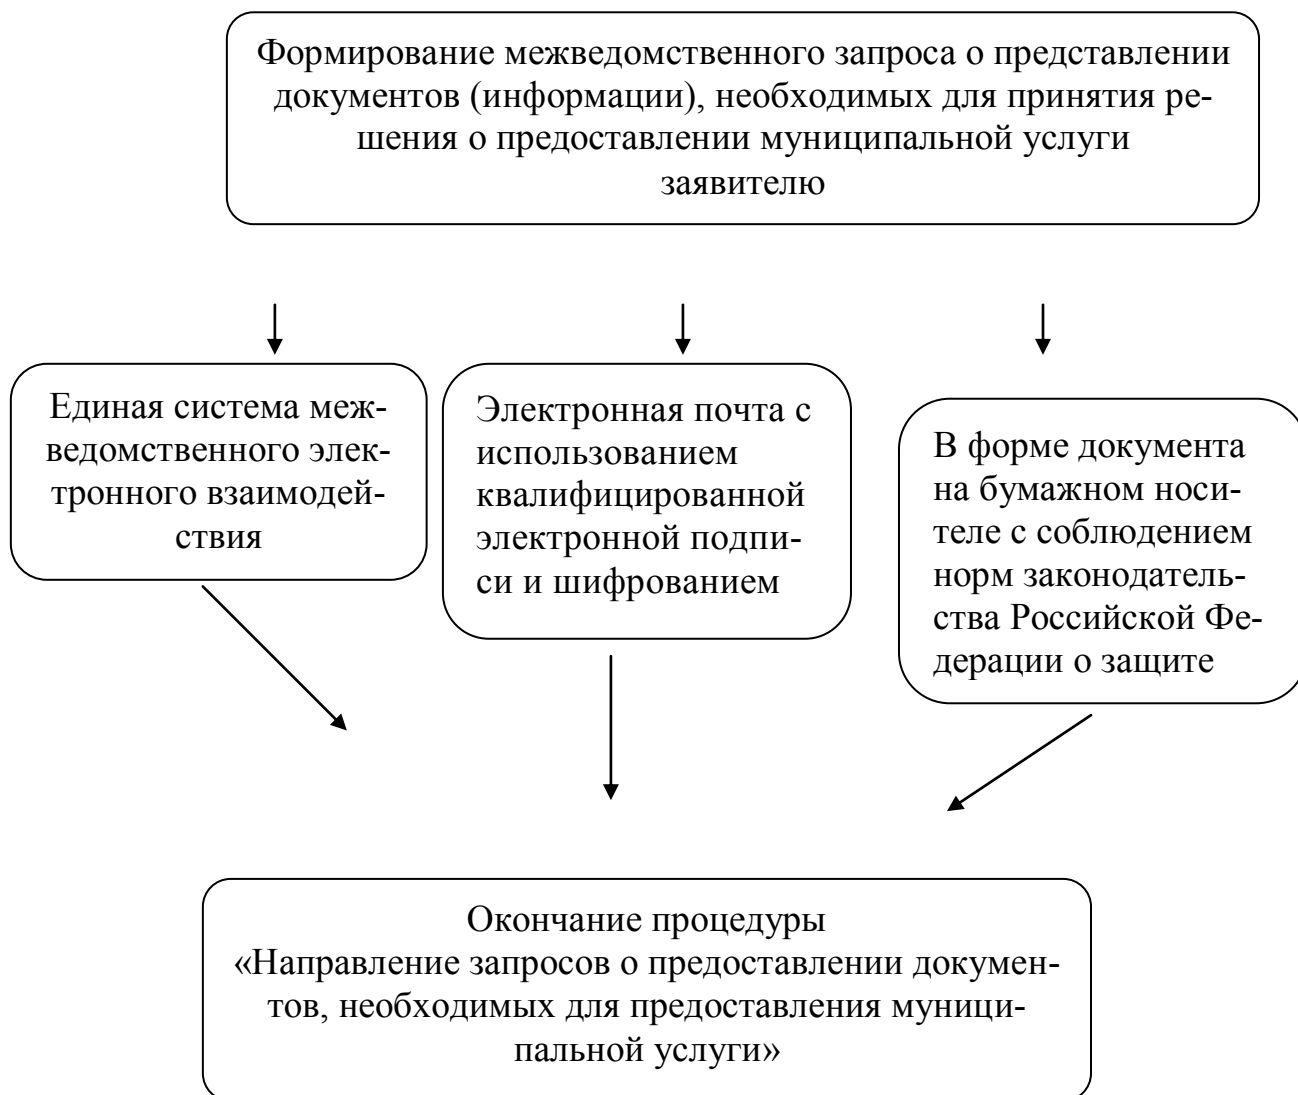 Формирование межведомственного запроса о представлении
документов (информации), необходимых для принятия ре-
шения о предоставлении муниципальной услуги
заявителю
Единая система меж-
ведомственного элек-
тронного взаимодей-
ствия
Электронная почта с
использованием
квалифицированной
электронной подпи-
си и шифрованием
В форме документа
на бумажном носи-
теле с соблюдением
норм законодатель-
ства Российской Фе-
дерации о защите
Окончание процедуры
«Направление запросов о предоставлении докумен-
тов, необходимых для предоставления муници-
пальной услуги»